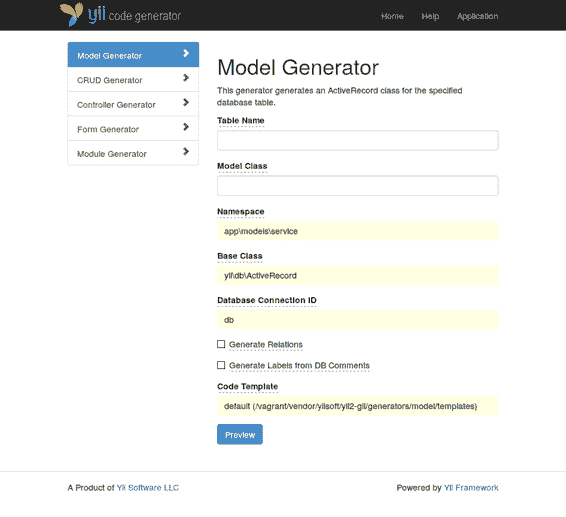 yii code generator
Home Help Application
Model Generator
CRUD Generator
Controller Generator
Form Generator
Module Generator
Model Generator
This generator generates an ActiveRecord class for the specified
database table.
Table Name
Model Class
Namespace
app\models\service
Base Class
yii\db\ActiveRecord
Database Connection ID
db
Generate Relations
Generate Labels from DB Comments
Code Template
default (/vagrant/vendor/yiisoft/yii2-gii/generators/model/templates)
Preview
A Product of Yii Software LLC
Powered by Yii Framework